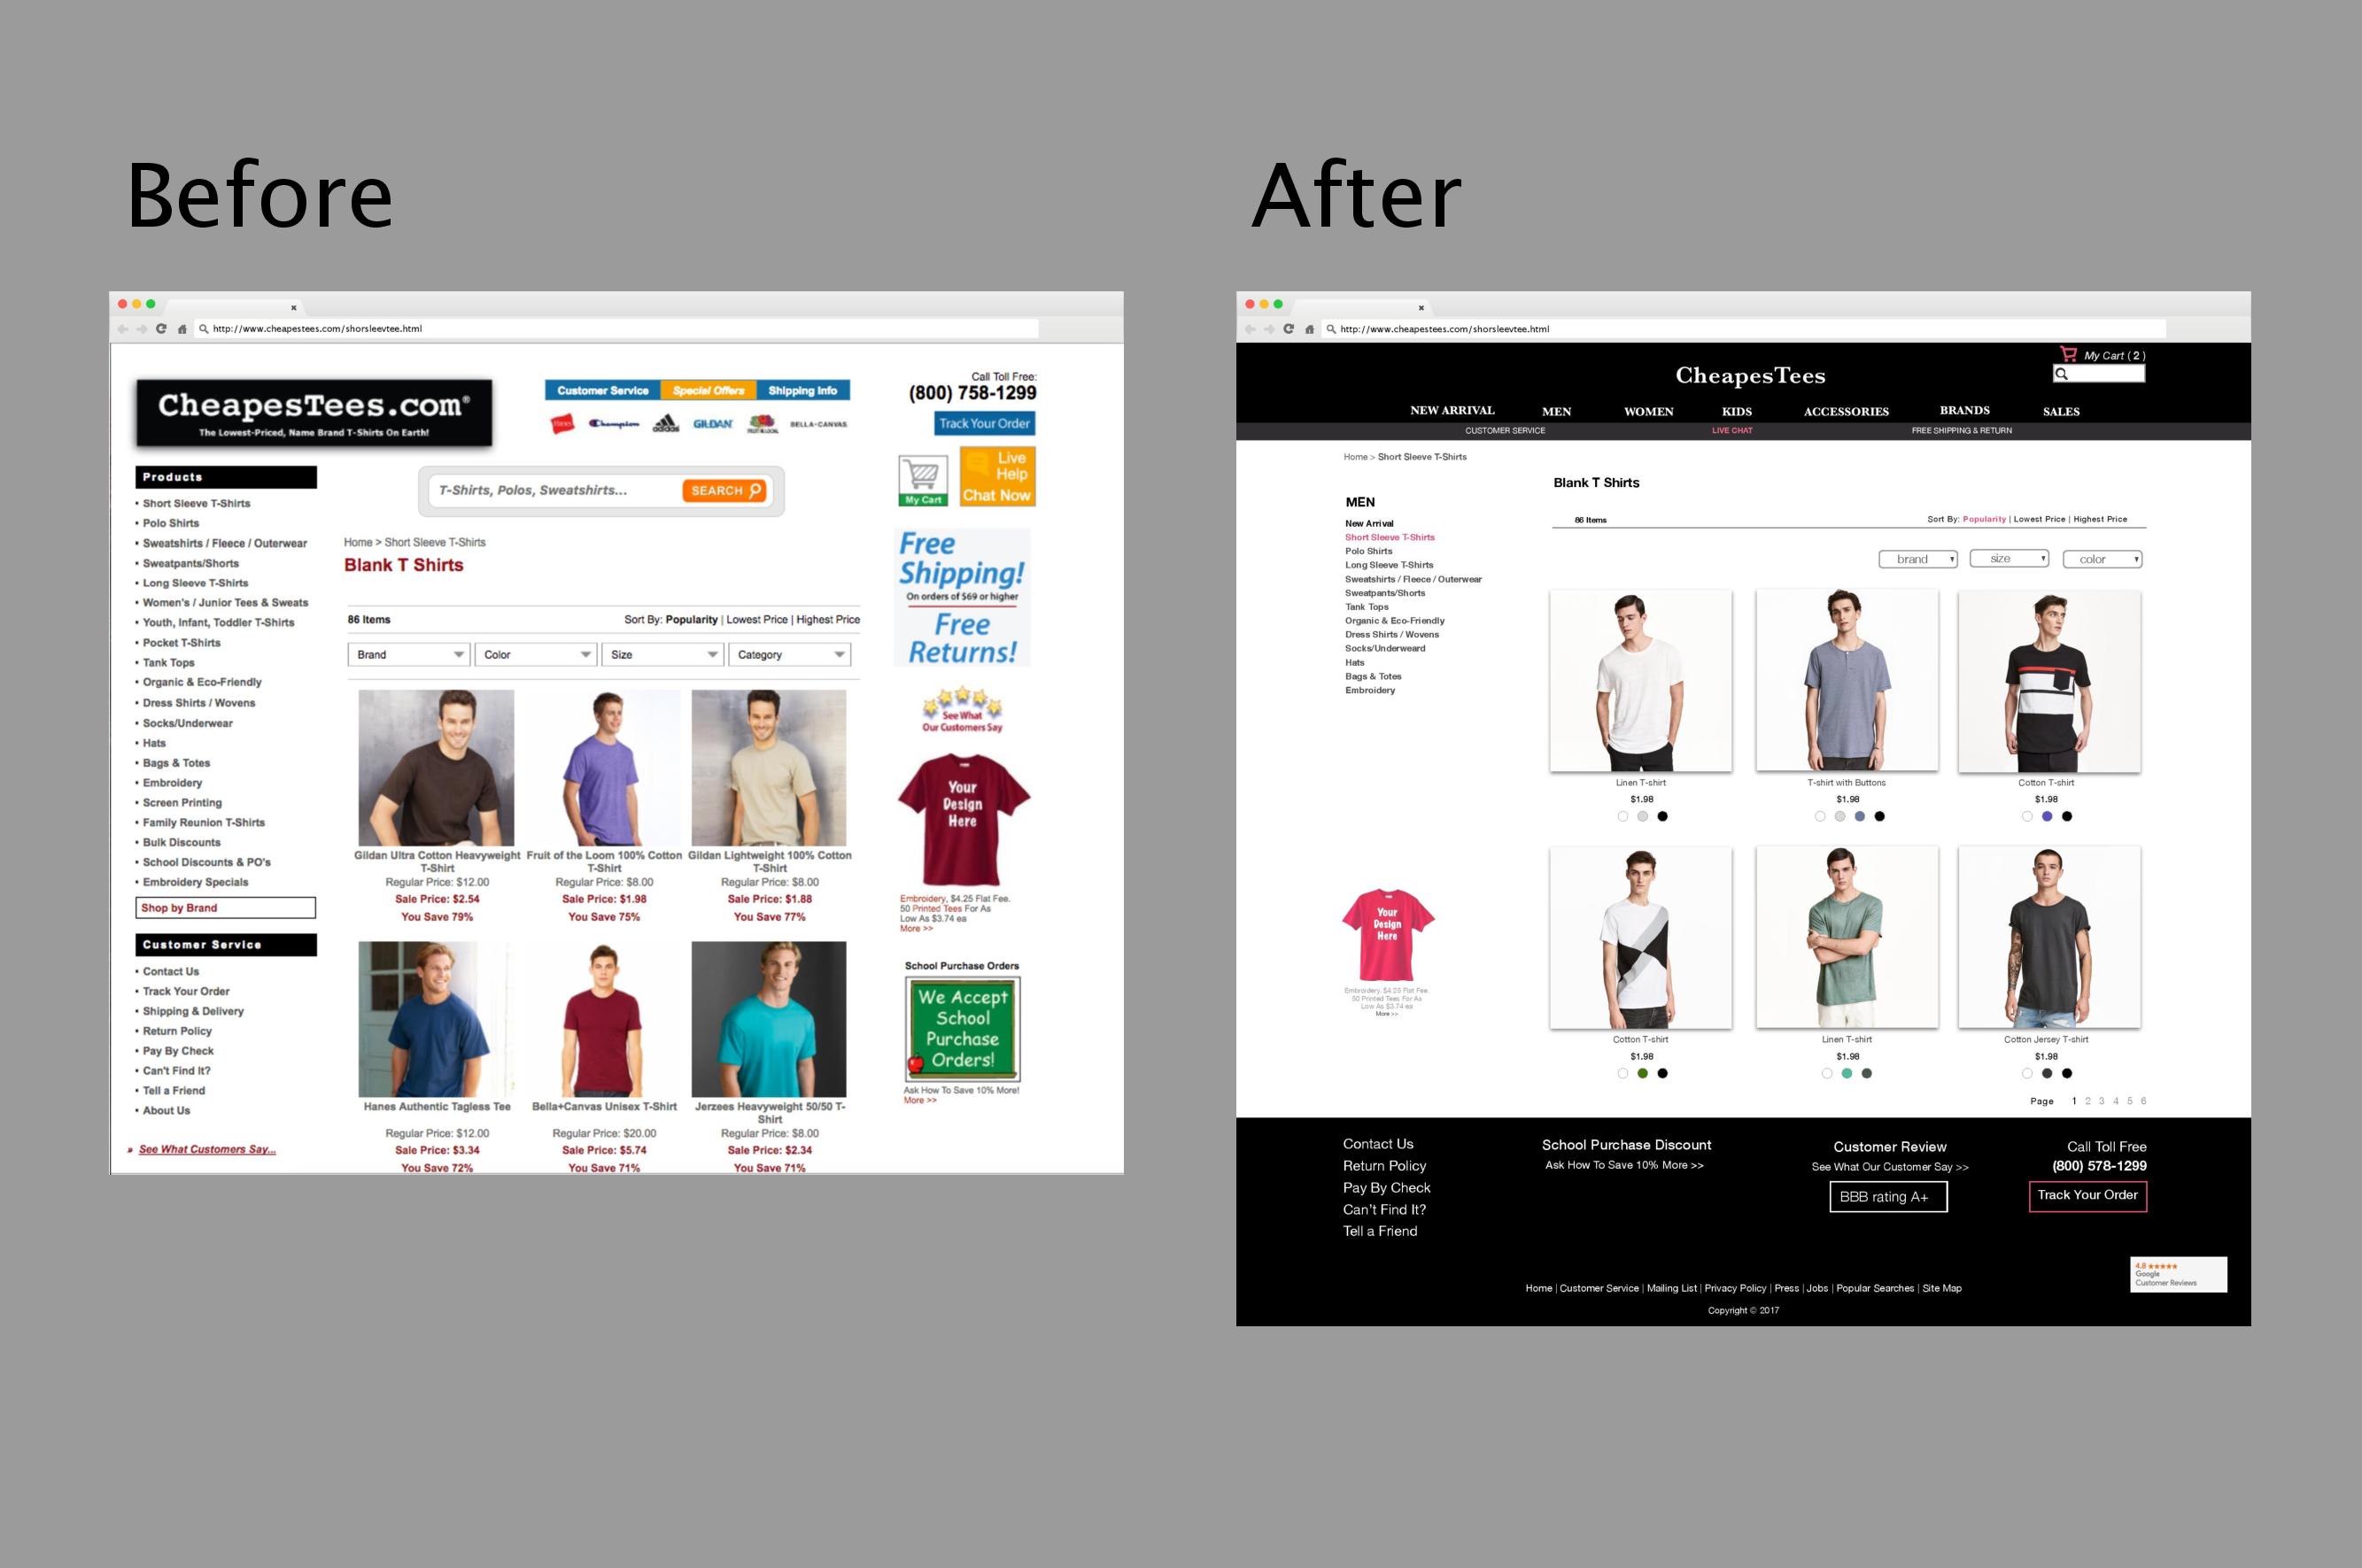 Before
After
http://www.cheapestees.com/shorsleevtee.html
CheapesTees.com®
The Lowest-Priced, Name Brand T-Shirts On Earth!
Customer Service
Special Offers
Shipping Info
Hanes
Champion
adidas
GILDAN
BELLA+CANVAS
Call Toll Free:
(800) 758-1299
Track Your Order
My Cart
Live
Help
Chat Now
T-Shirts, Polos, Sweatshirts...
SEARCH
Products
Short Sleeve T-Shirts
Polo Shirts
Sweatshirts / Fleece / Outerwear
Sweatpants/Shorts
Long Sleeve T-Shirts
Women's / Junior Tees & Sweats
Youth, Infant, Toddler T-Shirts
Pocket T-Shirts
Tank Tops
Organic & Eco-Friendly
Dress Shirts / Wovens
Socks/Underwear
Hats
Bags & Totes
Embroidery
Screen Printing
Family Reunion T-Shirts
Bulk Discounts
School Discounts & PO's
Embroidery Specials
Shop by Brand
Customer Service
Contact Us
Track Your Order
Shipping & Delivery
Return Policy
Pay By Check
Can't Find It?
Tell a Friend
About Us
» See What Customers Say...
Home > Short Sleeve T-Shirts
Blank T Shirts
86 Items
Sort By: Popularity | Lowest Price | Highest Price
Brand
Color
Size
Category
Gildan Ultra Cotton Heavyweight
T-Shirt
Regular Price: $12.00
Sale Price: $2.54
You Save 79%
Fruit of the Loom 100% Cotton
T-Shirt
Regular Price: $8.00
Sale Price: $1.98
You Save 75%
Gildan Lightweight 100% Cotton
T-Shirt
Regular Price: $8.00
Sale Price: $1.88
You Save 77%
Hanes Authentic Tagless Tee
Regular Price: $12.00
Sale Price: $3.34
You Save 72%
Bella+Canvas Unisex T-Shirt
Regular Price: $20.00
Sale Price: $5.74
You Save 71%
Jerzees Heavyweight 50/50 T-
Shirt
Regular Price: $8.00
Sale Price: $2.34
You Save 71%
Free
Shipping!
On orders of $69 or higher
Free
Returns!
See What
Our Customers Say
Your
Design
Here
Embroidery, $4.25 Flat Fee.
50 Printed Tees For As
Low As $3.74 ea
More >>
School Purchase Orders
We Accept
School
Purchase
Orders!
Ask How To Save 10% More!
More >>
http://www.cheapestees.com/shorsleevtee.html
My Cart ( 2 )
CheapesTees
NEW ARRIVAL
MEN
WOMEN
KIDS
ACCESSORIES
BRANDS
SALES
CUSTOMER SERVICE
LIVE CHAT
FREE SHIPPING & RETURN
Home > Short Sleeve T-Shirts
Blank T Shirts
MEN
New Arrival
Short Sleeve T-Shirts
Polo Shirts
Long Sleeve T-Shirts
Sweatshirts / Fleece / Outerwear
Sweatpants/Shorts
Tank Tops
Organic & Eco-Friendly
Dress Shirts / Wovens
Socks/Underweard
Hats
Bags & Totes
Embroidery
86 Items
Sort By: Popularity | Lowest Price | Highest Price
brand
size
color
Linen T-shirt
$1.98
T-shirt with Buttons
$1.98
Cotton T-shirt
$1.98
Your
Design
Here
Embroidery, $4.25 Flat Fee.
50 Printed Tees For As
Low As $3.74 ea
More >>
Cotton T-shirt
$1.98
Linen T-shirt
$1.98
Cotton Jersey T-shirt
$1.98
Page 1 2 3 4 5 6
Contact Us
Return Policy
Pay By Check
Can't Find It?
Tell a Friend
School Purchase Discount
Ask How To Save 10% More >>
Customer Review
See What Our Customer Say >>
BBB rating A+
Call Toll Free
(800) 578-1299
Track Your Order
4.8 ★★★★★
Google
Customer Reviews
Home | Customer Service | Mailing List | Privacy Policy | Press | Jobs | Popular Searches | Site Map
Copyright © 2017